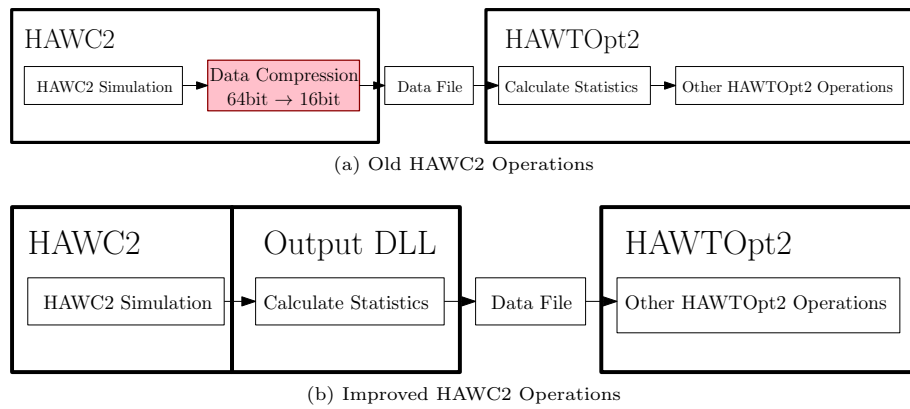 HAWC2
HAWTOpt2
HAWC2 Simulation
Data Compression
64bit → 16bit
Data File
Calculate Statistics
Other HAWTOpt2 Operations
(a) Old HAWC2 Operations
HAWC2
Output DLL
HAWTOpt2
HAWC2 Simulation
Calculate Statistics
Data File
Other HAWTOpt2 Operations
(b) Improved HAWC2 Operations